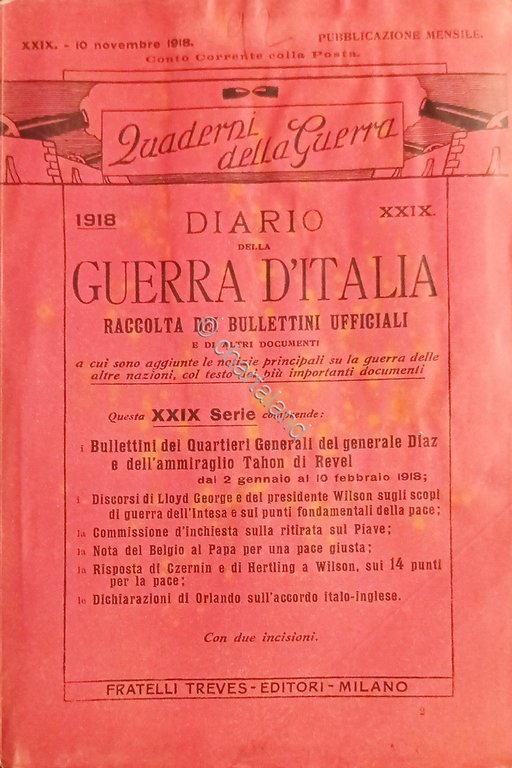 XXIX. - 10 novembre 1918.
PUBBLICAZIONE MENSILE.
Conto Corrente colla Posta.
Quaderni
della Guerra
1918
XXIX.
DIARIO
DELLA
GUERRA D'ITALIA
RACCOLTA DEI BULLETTINI UFFICIALI
E DI ALTRI DOCUMENTI
a cui sono aggiunte le notizie principali su la guerra delle
altre nazioni, col testo dei più importanti documenti
Questa XXIX Serie comprende:
i Bullettini dei Quartieri Generali del generale Diaz
e dell'ammiraglio Tahon di Revel
dal 2 gennaio al 10 febbraio 1918;
i Discorsi di Lloyd George e del presidente Wilson sugli scopi
di guerra dell'Intesa e sui punti fondamentali della pace;
la Commissione d'inchiesta sulla ritirata sul Piave;
la Nota del Belgio al Papa per una pace giusta;
la Risposta di Czernin e di Hertling a Wilson, sui 14 punti
per la pace;
le Dichiarazioni di Orlando sull'accordo italo-inglese.
Con due incisioni.
FRATELLI TREVES - EDITORI - MILANO
2
© chartaland